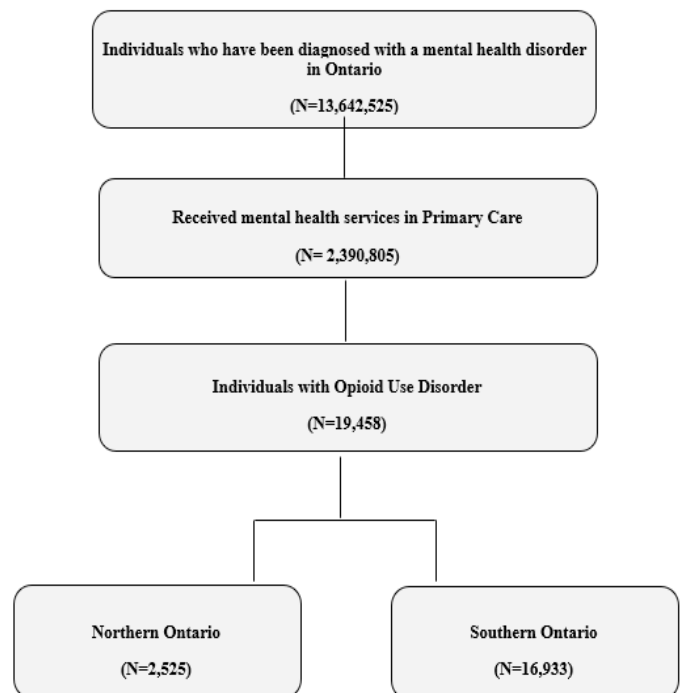 Individuals who have been diagnosed with a mental health disorder
in Ontario
(N=13,642,525)
Received mental health services in Primary Care
(N= 2,390,805)
Individuals with Opioid Use Disorder
(N=19,458)
Northern Ontario
(N=2,525)
Southern Ontario
(N=16,933)